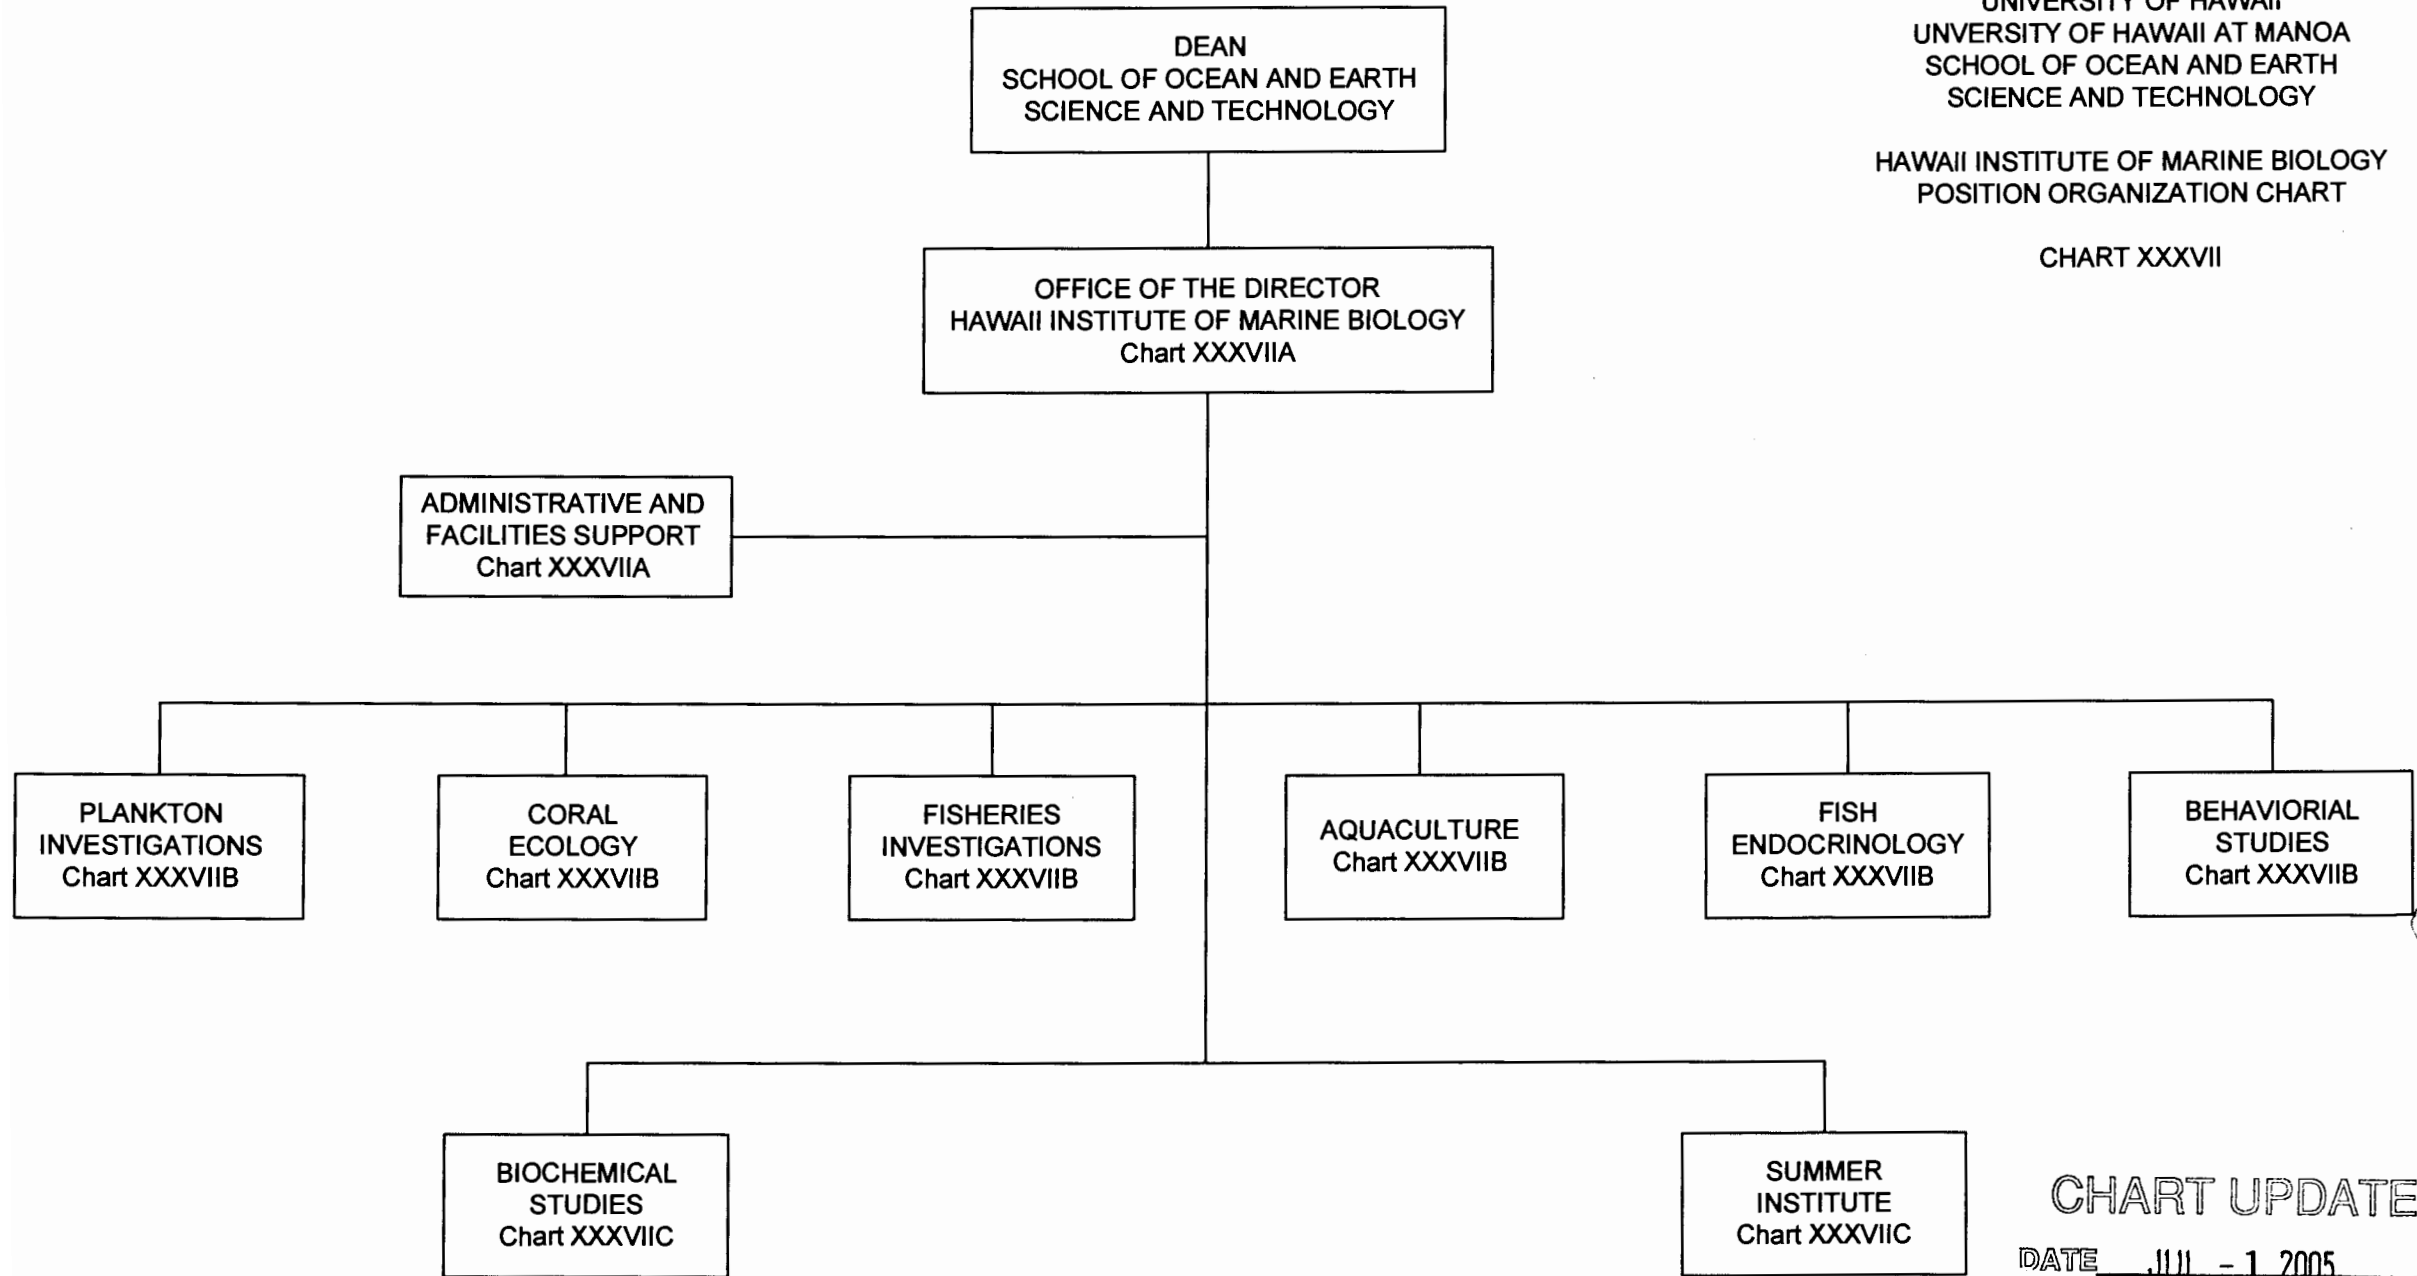 UNIVERSITY OF HAWAII
UNVERSITY OF HAWAII AT MANOA
SCHOOL OF OCEAN AND EARTH
SCIENCE AND TECHNOLOGY
HAWAII INSTITUTE OF MARINE BIOLOGY
POSITION ORGANIZATION CHART
CHART XXXVII
DEAN
SCHOOL OF OCEAN AND EARTH
SCIENCE AND TECHNOLOGY
OFFICE OF THE DIRECTOR
HAWAII INSTITUTE OF MARINE BIOLOGY
Chart XXXVIIA
ADMINISTRATIVE AND
FACILITIES SUPPORT
Chart XXXVIIA
PLANKTON
INVESTIGATIONS
Chart XXXVIIB
CORAL
ECOLOGY
Chart XXXVIIB
FISHERIES
INVESTIGATIONS
Chart XXXVIIB
AQUACULTURE
Chart XXXVIIB
FISH
ENDOCRINOLOGY
Chart XXXVIIB
BEHAVIORIAL
STUDIES
Chart XXXVIIB
BIOCHEMICAL
STUDIES
Chart XXXVIIC
SUMMER
INSTITUTE
Chart XXXVIIC
CHART UPDATE
DATE JUL - 1 2005